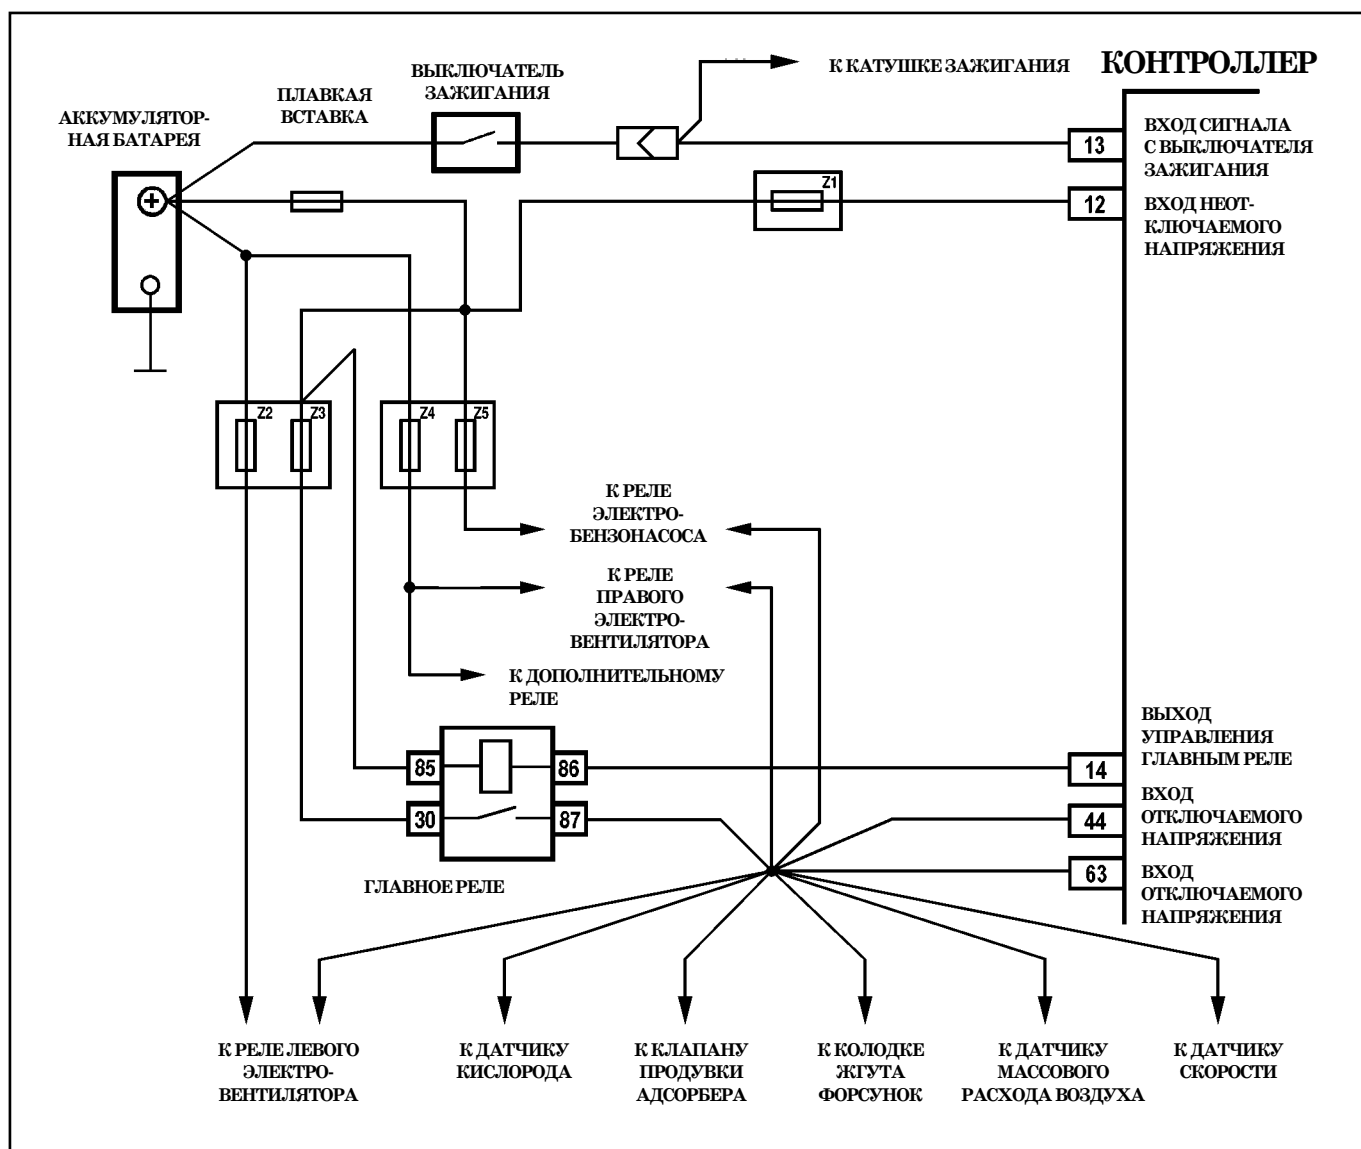 К КАТУШКЕ ЗАЖИГАНИЯ
КОНТРОЛЛЕР
ВЫКЛЮЧАТЕЛЬ
ЗАЖИГАНИЯ
ПЛАВКАЯ
ВСТАВКА
АККУМУЛЯТОР-
НАЯ БАТАРЕЯ
13
ВХОД СИГНАЛА
С ВЫКЛЮЧАТЕЛЯ
ЗАЖИГАНИЯ
Z1
12
ВХОД НЕОТ-
КЛЮЧАЕМОГО
НАПРЯЖЕНИЯ
+
Z2
Z3
Z4
Z5
К РЕЛЕ
ЭЛЕКТРО-
БЕНЗОНАСОСА
К РЕЛЕ
ПРАВОГО
ЭЛЕКТРО-
ВЕНТИЛЯТОРА
К ДОПОЛНИТЕЛЬНОМУ
РЕЛЕ
85
86
30
87
ГЛАВНОЕ РЕЛЕ
14
ВЫХОД
УПРАВЛЕНИЯ
ГЛАВНЫМ РЕЛЕ
44
ВХОД
ОТКЛЮЧАЕМОГО
НАПРЯЖЕНИЯ
63
ВХОД
ОТКЛЮЧАЕМОГО
НАПРЯЖЕНИЯ
К РЕЛЕ ЛЕВОГО
ЭЛЕКТРО-
ВЕНТИЛЯТОРА
К ДАТЧИКУ
КИСЛОРОДА
К КЛАПАНУ
ПРОДУВКИ
АДСОРБЕРА
К КОЛОДКЕ
ЖГУТА
ФОРСУНОК
К ДАТЧИКУ
МАССОВОГО
РАСХОДА ВОЗДУХА
К ДАТЧИКУ
СКОРОСТИ